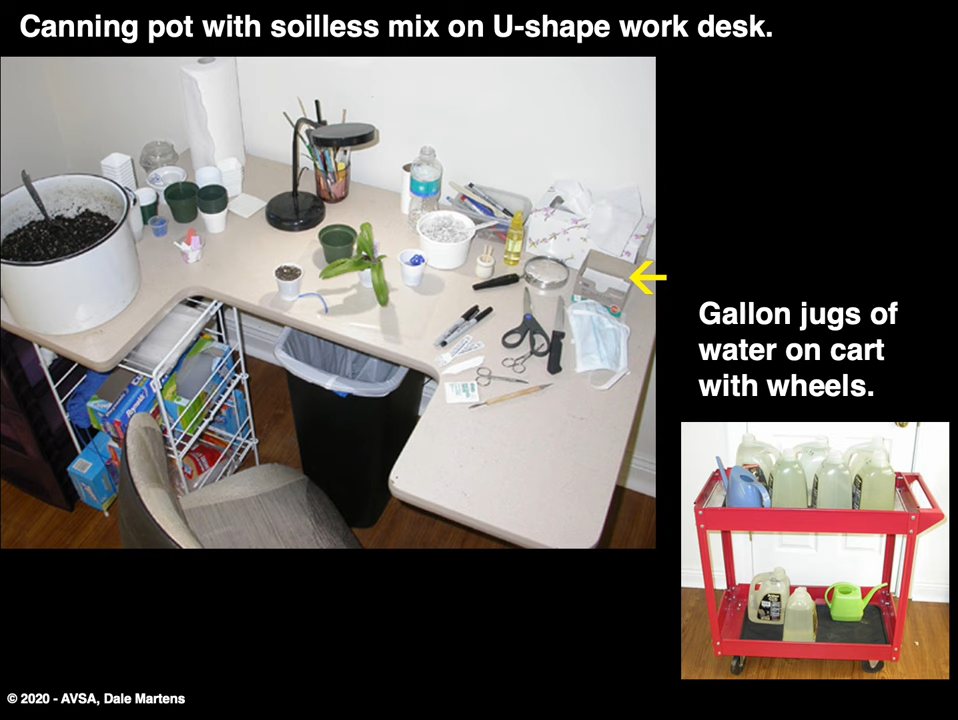 Canning pot with soilless mix on U-shape work desk.
Gallon jugs of
water on cart
with wheels.
© 2020 - AVSA, Dale Martens